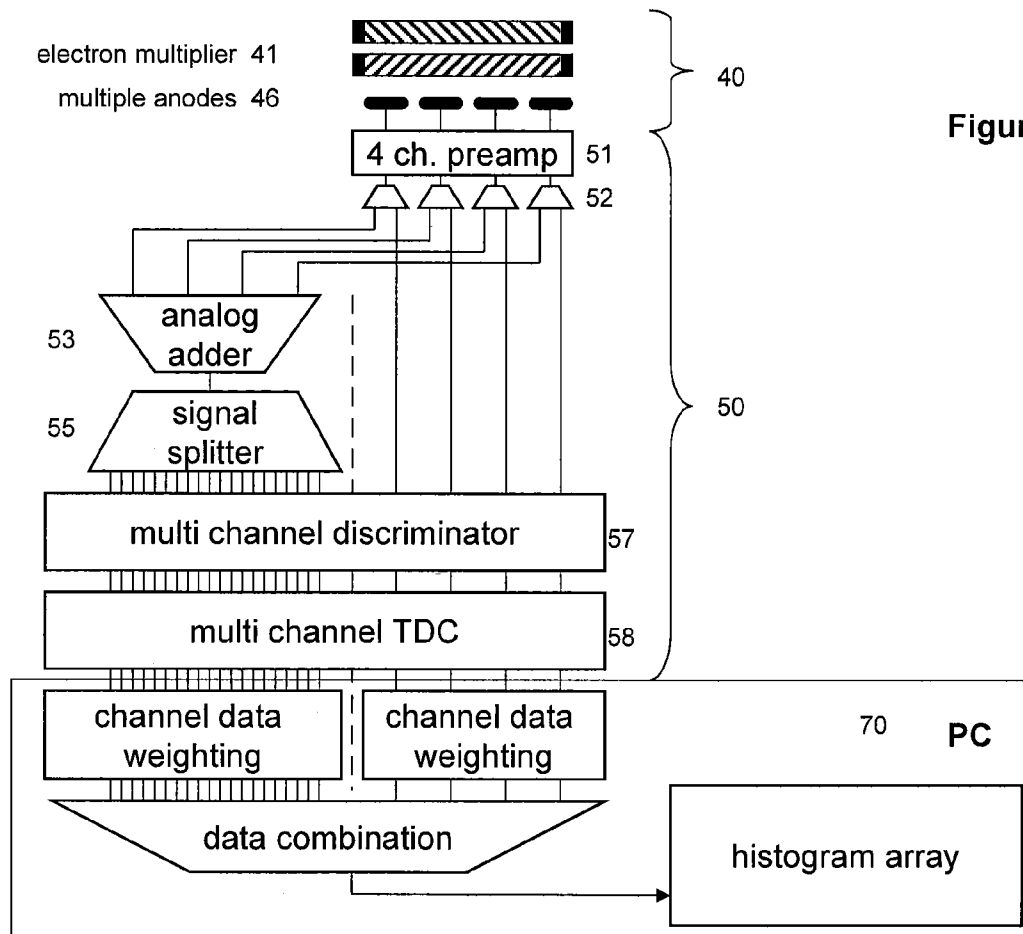 electron multiplier 41
multiple anodes 46
40
Figur
4 ch. preamp 51
52
analog
adder
53
signal
splitter
55
50
multi channel discriminator 57
multi channel TDC 58
channel data
weighting
channel data
weighting
70 PC
data combination
histogram array